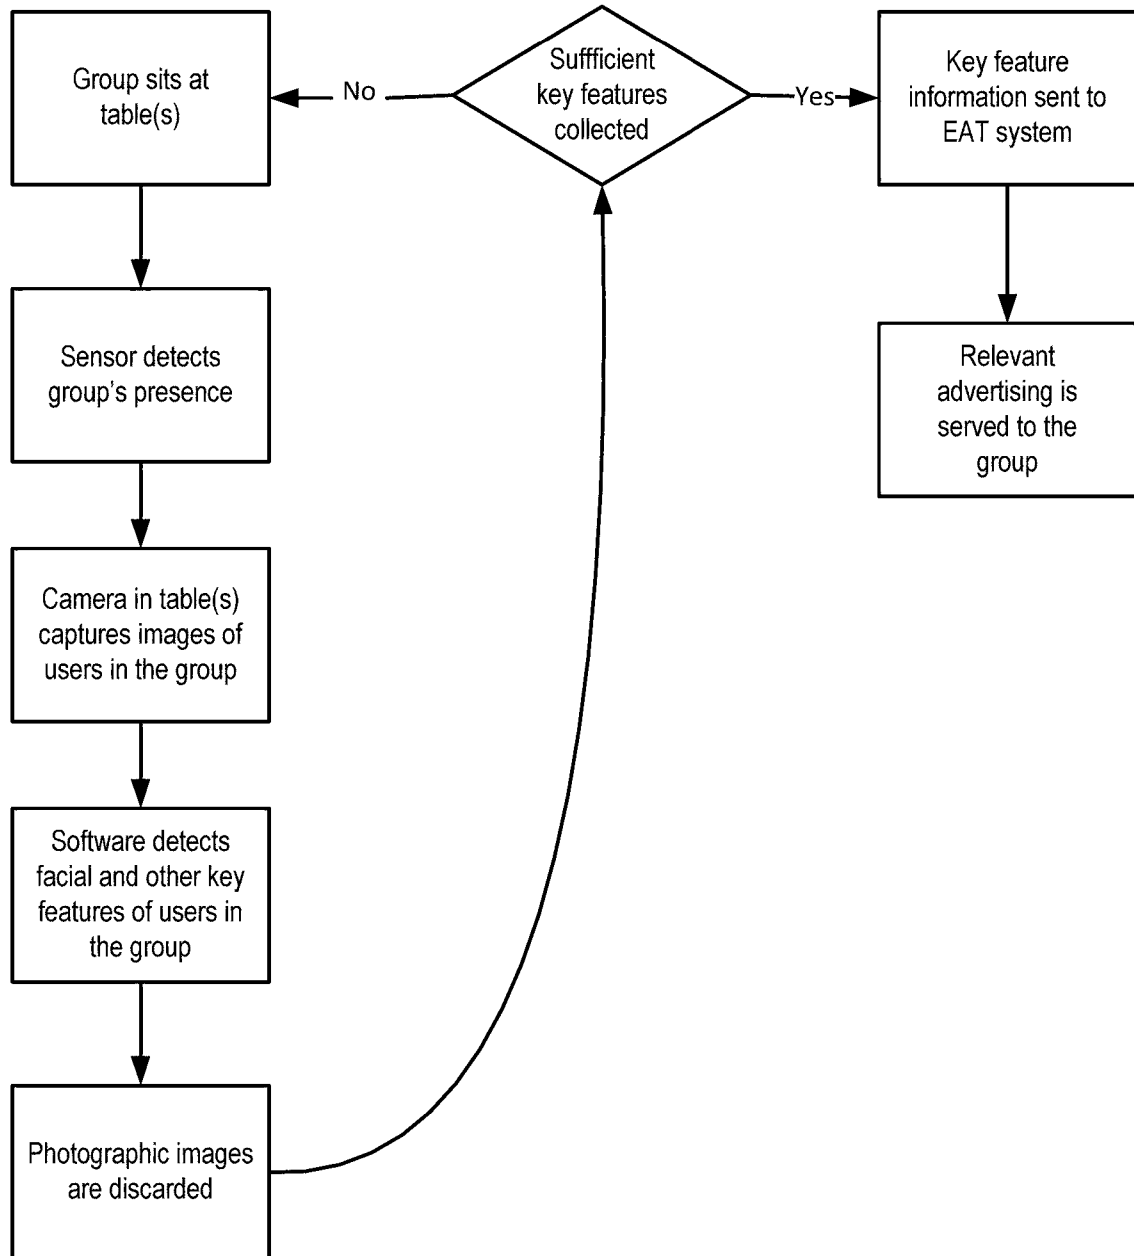 Group sits at
table(s)
No
Suffficient
key features
collected
Yes
Key feature
information sent to
EAT system
Sensor detects
group's presence
Relevant
advertising is
served to the
group
Camera in table(s)
captures images of
users in the group
Software detects
facial and other key
features of users in
the group
Photographic images
are discarded